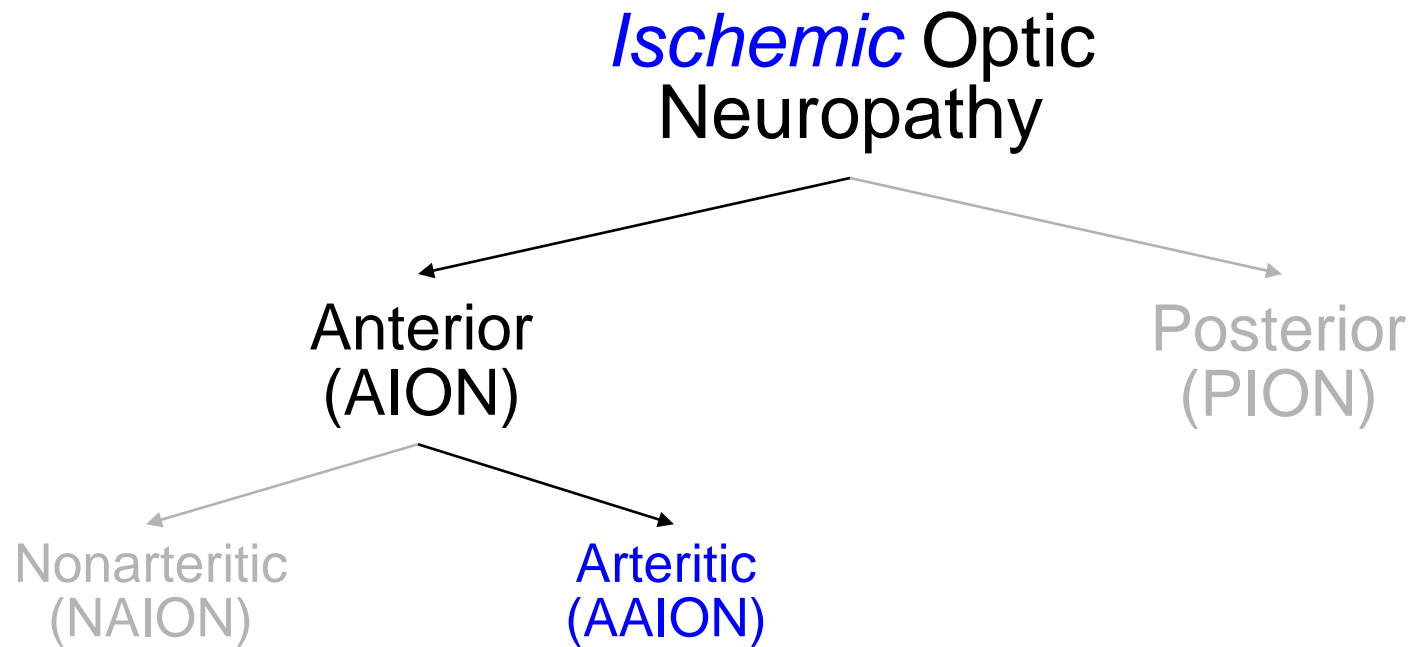 Ischemic Optic
Neuropathy
Anterior
(AION)
Posterior
(PION)
Nonarteritic
(NAION)
Arteritic
(AAION)